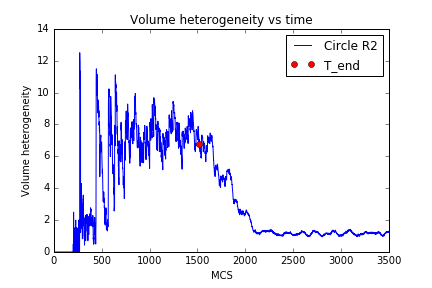 Volume heterogeneity vs time
14
12
10
8
6
4
2
0
Volume heterogeneity
Circle R2
T_end
0 500 1000 1500 2000 2500 3000 3500
MCS